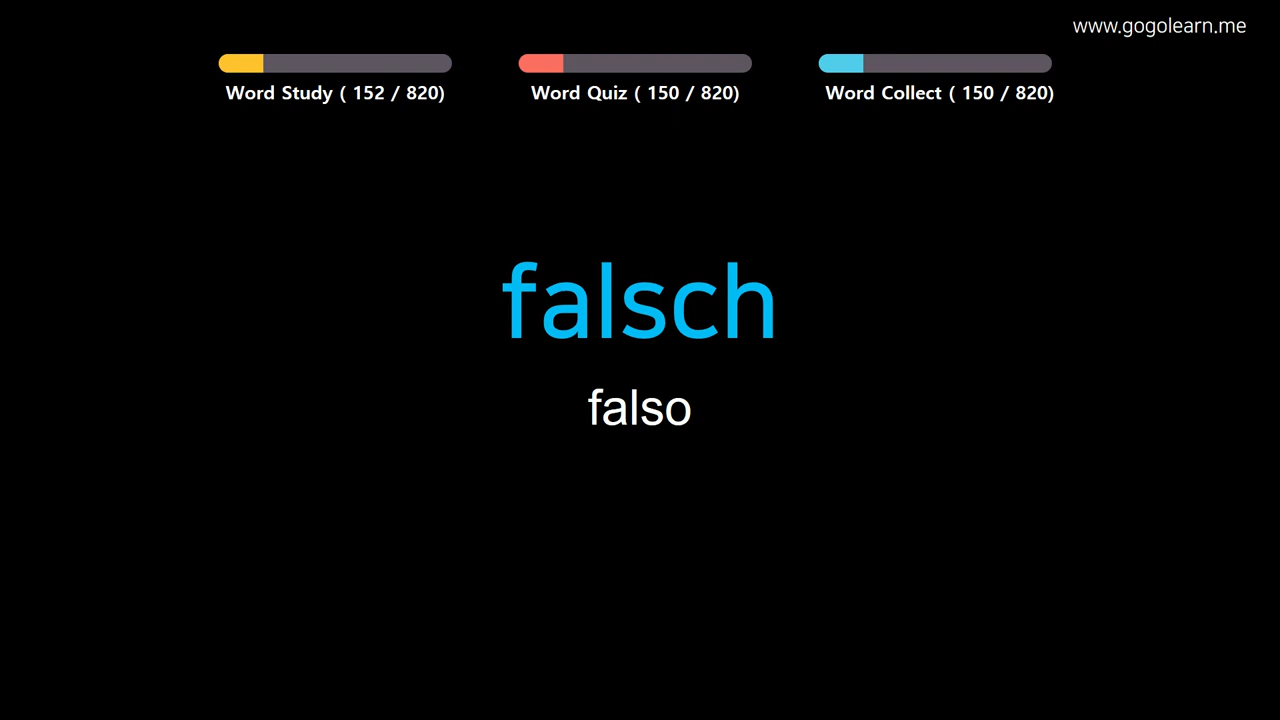 www.gogolearn.me
Word Study ( 152 / 820)
Word Quiz ( 150 / 820)
Word Collect ( 150 / 820)
falsch
falso